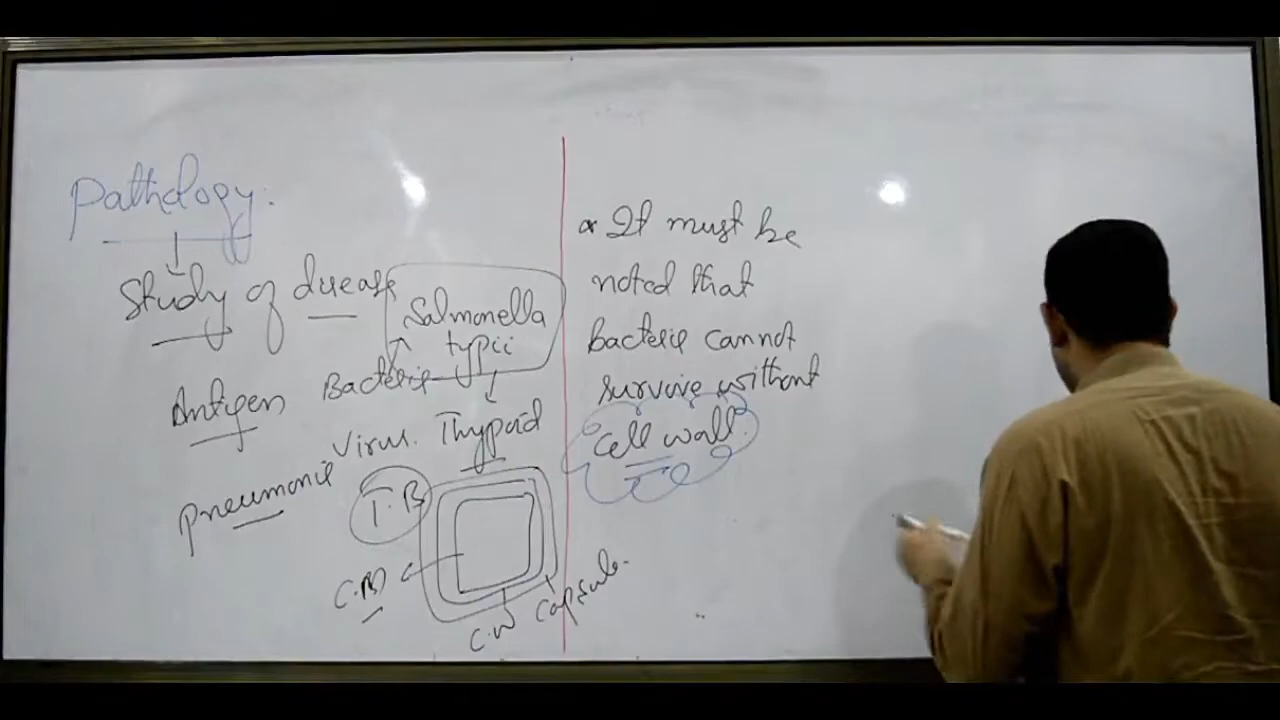 Pathology.
Study of disease
Salmonella
typii
Antigen Bacteria
Virus. Thypoid
pneumonia
T.B
C.M
C.W Capsule.
* It must be
noted that
bacteria cannot
survive without
Cell wall.